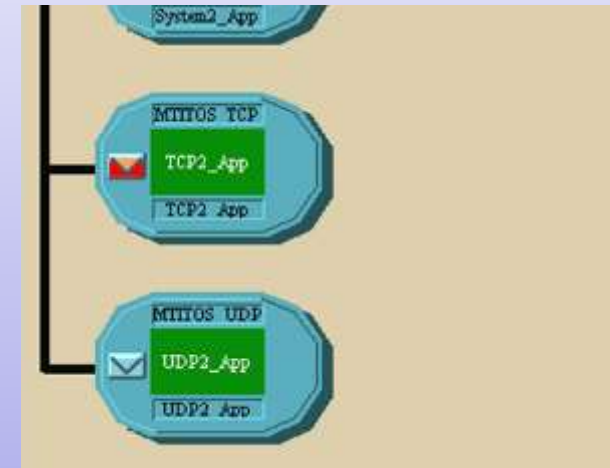 System2_App
MTITOS TCP
TCP2_App
TCP2 App
MTITOS UDP
UDP2_App
UDP2 App